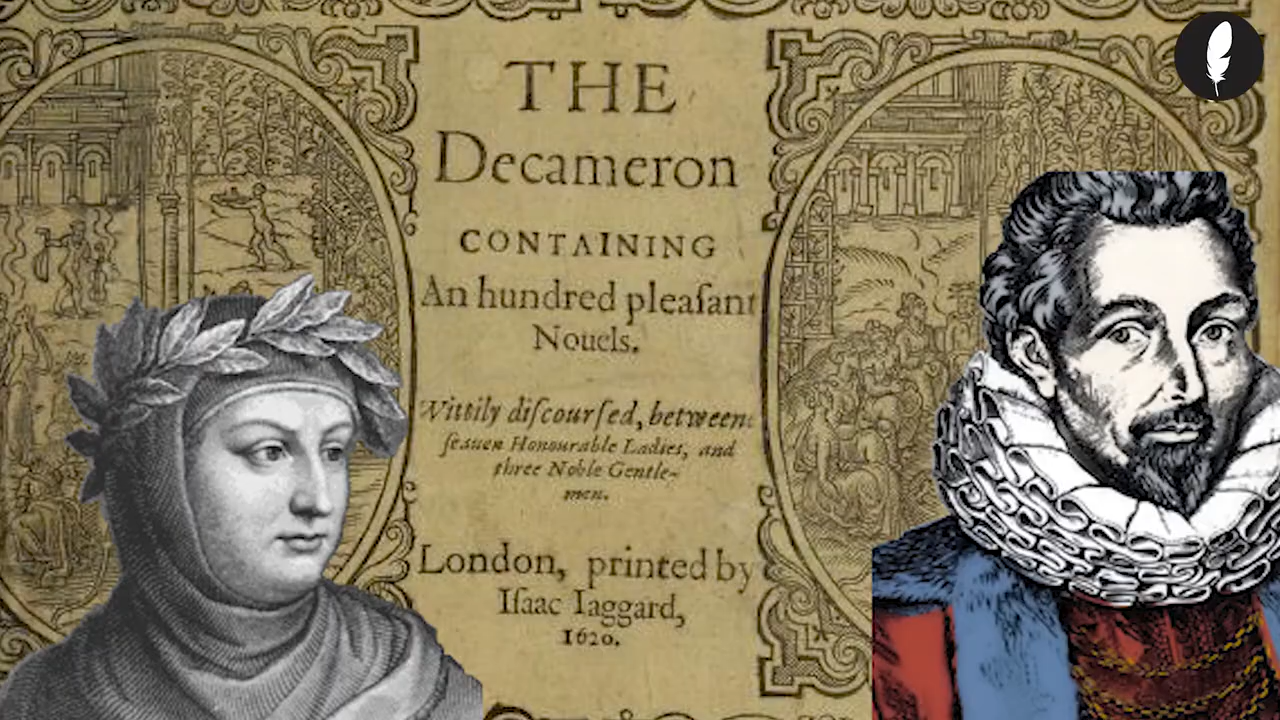 THE
Decameron
CONTAINING
An hundred pleaſant
Nouels.
Wittily diſcourſed, betweene
ſeauen Honourable Ladies, and
three Noble Gentle-
men.
London, printed by
Iſaac Iaggard,
1620.